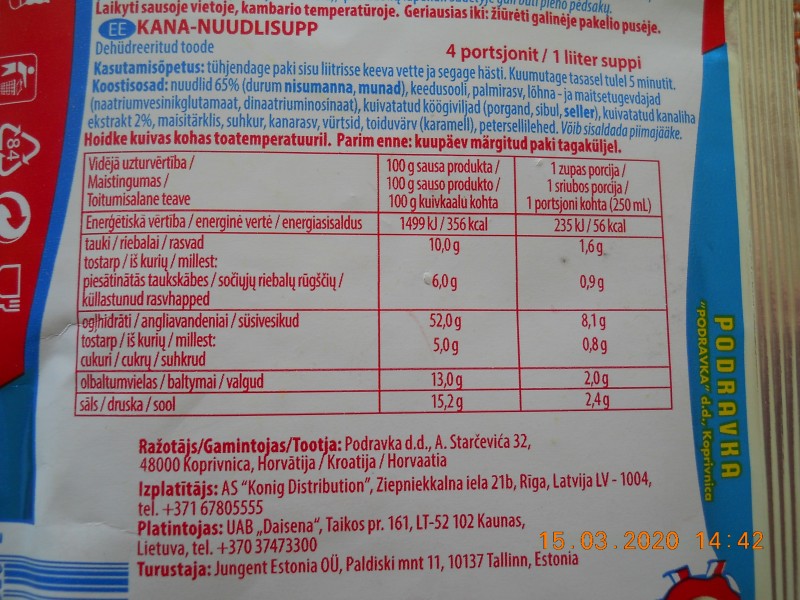 Laikyti sausoje vietoje, kambario temperatūroje. Geriausias iki: žiūrėti galinėje pakelio pusėje.
EE KANA-NUUDLISUPP
Dehüdreeritud toode
4 portsjonit / 1 liiter suppi
Kasutamisõpetus: tühjendage paki sisu liitrisse keeva vette ja segage hästi. Kuumutage tasasel tulel 5 minutit.
Koostisosad: nuudlid 65% (durum nisumanna, munad), keedusool, palmirasv, lõhna- ja maitsetugevdajad
(naatriumvesinikglutamaat, dinaatriuminosinaat), kuivatatud köögiviljad (porgand, sibul, seller), kuivatatud kanaliha
ekstrakt 2%, maisitärklis, suhkur, kanarasv, vürtsid, toiduvärv (karamell), petersellilehed. Võib sisaldada piimajääke.
Hoidke kuivas kohas toatemperatuuril. Parim enne: kuupäev märgitud paki tagaküljel.
Vidējā uzturvērtība /
Maistingumas /
Toitumisalane teave
100 g sausa produkta /
100 g sauso produkto /
100 g kuivkaalu kohta
1 zupas porcija /
1 sriubos porcija /
1 portsjoni kohta (250 mL)
Enerģētiskā vērtība / energinė vertė / energiasisaldus 1499 kJ / 356 kcal 235 kJ / 56 kcal
tauki / riebalai / rasvad 10,0 g 1,6 g
tostarp / iš kurių / millest:
piesātinātās taukskābes / sočiųjų riebalų rūgščių / 6,0 g 0,9 g
küllastunud rasvhapped
ogļhidrāti / angliavandeniai / süsivesikud 52,0 g 8,1 g
tostarp / iš kurių / millest: 5,0 g 0,8 g
cukuri / cukrų / suhkrud
olbaltumvielas / baltymai / valgud 13,0 g 2,0 g
sāls / druska / sool 15,2 g 2,4 g
Ražotājs/Gamintojas/Tootja: Podravka d.d., A. Starčevića 32,
48000 Koprivnica, Horvātija / Kroatija / Horvaatia
Izplatītājs: AS "Konig Distribution", Ziepniekkalna iela 21b, Rīga, Latvija LV - 1004,
tel. +371 67805555
Platintojas: UAB „Daisena“, Taikos pr. 161, LT-52 102 Kaunas,
Lietuva, tel. +370 37473300
Turustaja: Jungent Estonia OÜ, Paldiski mnt 11, 10137 Tallinn, Estonia
PODRAVKA
"PODRAVKA" d.d., Koprivnica
84
15.03.2020 14:42